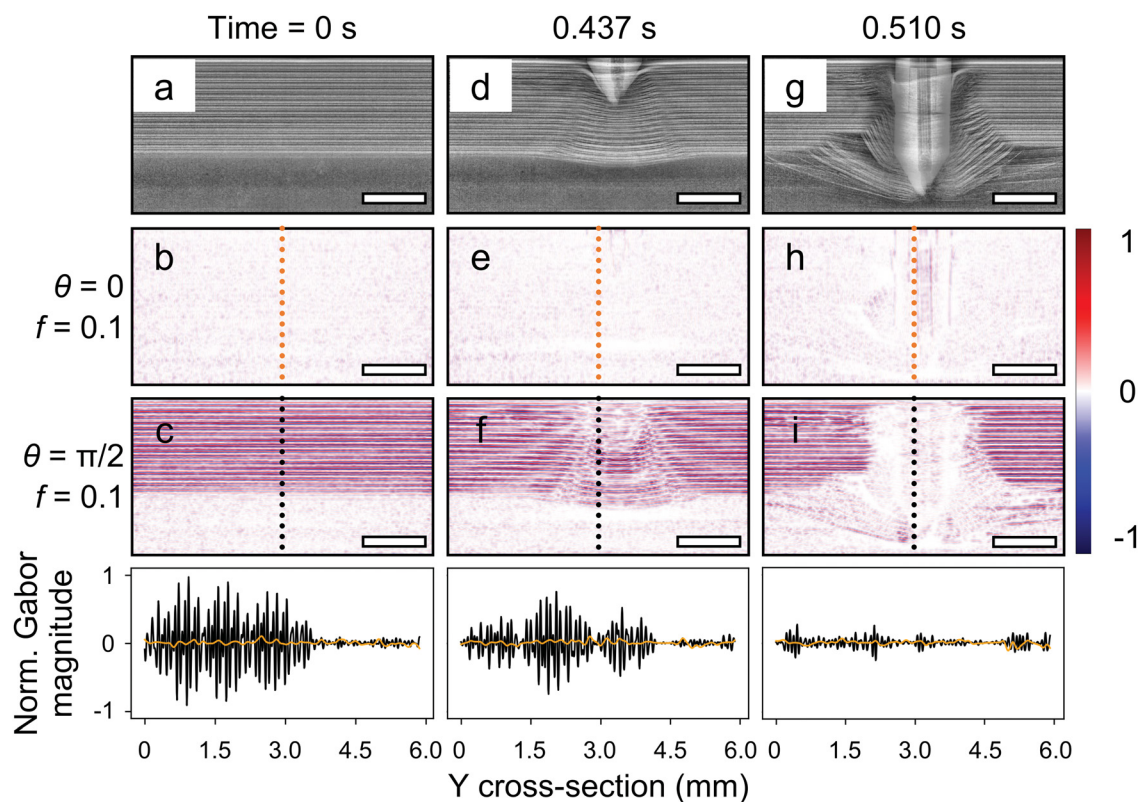 Time = 0 s 0.437 s 0.510 s
a d g
b e h
θ = 0
f = 0.1
1
0
-1
c f i
θ = π/2
f = 0.1
Norm. Gabor
magnitude
1
0
-1
0 1.5 3.0 4.5 6.0 0 1.5 3.0 4.5 6.0 0 1.5 3.0 4.5 6.0
Y cross-section (mm)